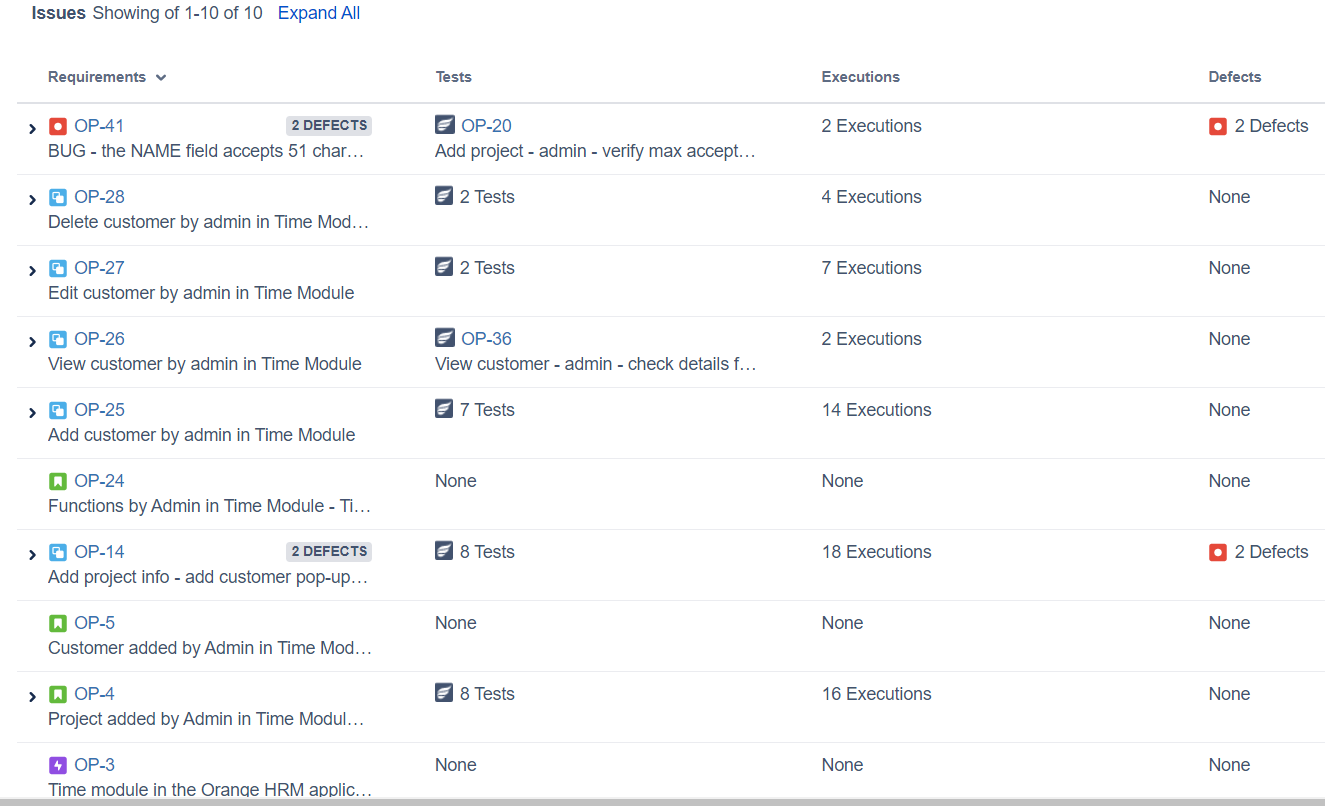 Issues Showing of 1-10 of 10 Expand All
Requirements Tests Executions Defects
OP-41 2 DEFECTS OP-20 2 Executions 2 Defects
BUG - the NAME field accepts 51 char… Add project - admin - verify max accept…
OP-28 2 Tests 4 Executions None
Delete customer by admin in Time Mod…
OP-27 2 Tests 7 Executions None
Edit customer by admin in Time Module
OP-26 OP-36 2 Executions None
View customer by admin in Time Module View customer - admin - check details f…
OP-25 7 Tests 14 Executions None
Add customer by admin in Time Module
OP-24 None None None
Functions by Admin in Time Module - Ti…
OP-14 2 DEFECTS 8 Tests 18 Executions 2 Defects
Add project info - add customer pop-up…
OP-5 None None None
Customer added by Admin in Time Mod…
OP-4 8 Tests 16 Executions None
Project added by Admin in Time Modul…
OP-3 None None None
Time module in the Orange HRM applic…